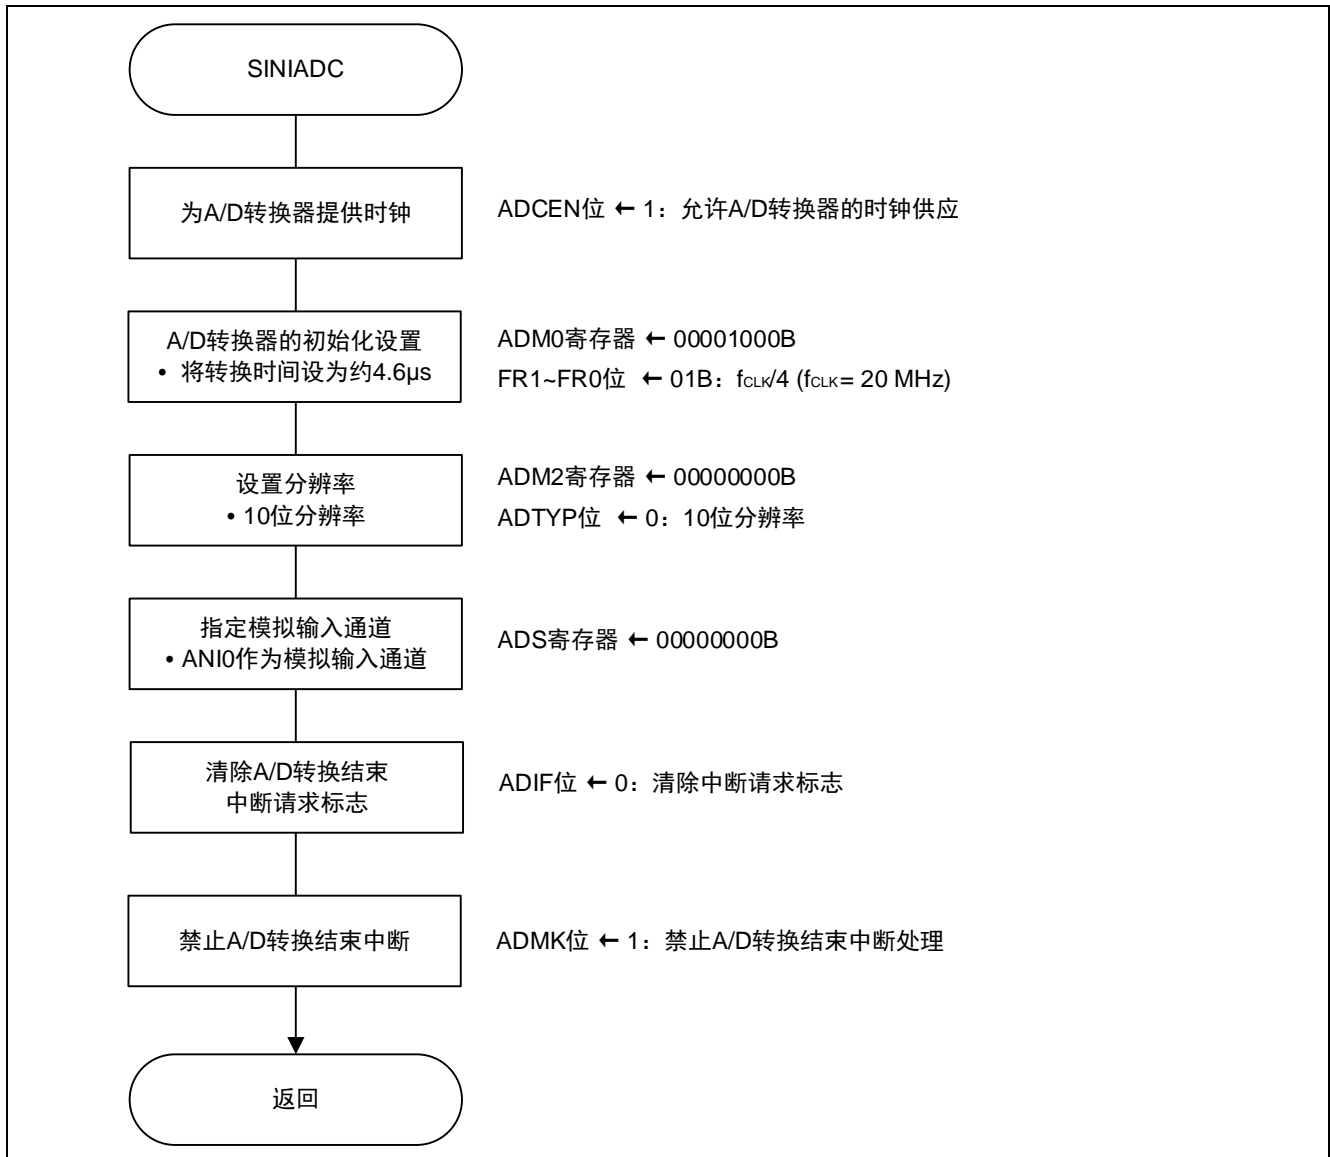 SINIADC
为A/D转换器提供时钟
ADCEN位 ← 1：允许A/D转换器的时钟供应
A/D转换器的初始化设置
• 将转换时间设为约4.6μs
ADM0寄存器 ← 00001000B
FR1~FR0位 ← 01B：fCLK/4 (fCLK= 20 MHz)
设置分辨率
• 10位分辨率
ADM2寄存器 ← 00000000B
ADTYP位 ← 0：10位分辨率
指定模拟输入通道
• ANI0作为模拟输入通道
ADS寄存器 ← 00000000B
清除A/D转换结束
中断请求标志
ADIF位 ← 0：清除中断请求标志
禁止A/D转换结束中断
ADMK位 ← 1：禁止A/D转换结束中断处理
返回